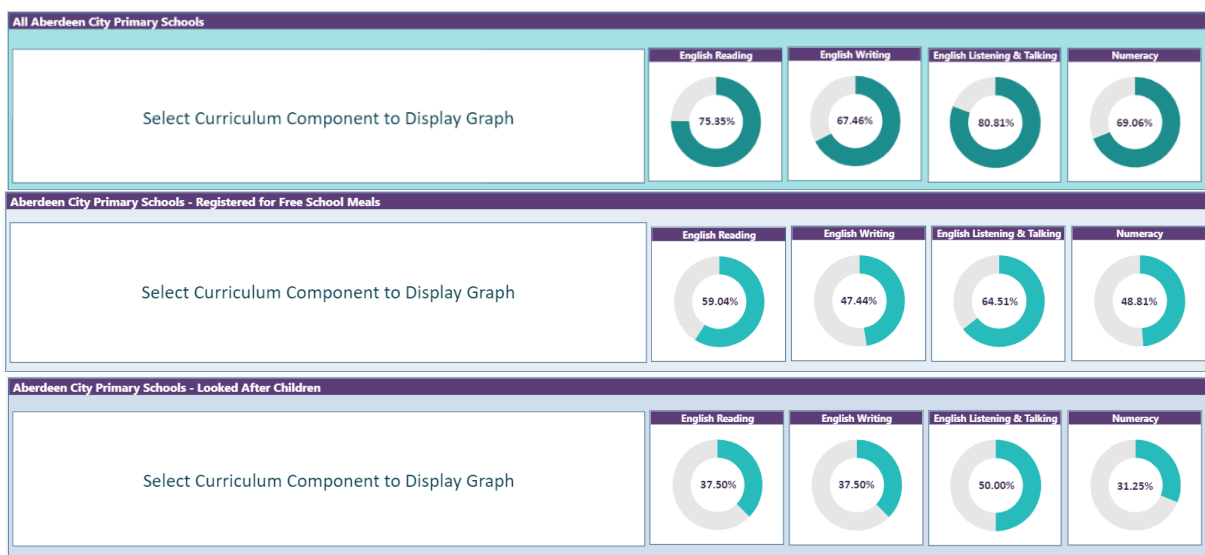 All Aberdeen City Primary Schools
Select Curriculum Component to Display Graph
English Reading
English Writing
English Listening & Talking
Numeracy
75.35%
67.46%
80.81%
69.06%
Aberdeen City Primary Schools - Registered for Free School Meals
Select Curriculum Component to Display Graph
English Reading
English Writing
English Listening & Talking
Numeracy
59.04%
47.44%
64.51%
48.81%
Aberdeen City Primary Schools - Looked After Children
Select Curriculum Component to Display Graph
English Reading
English Writing
English Listening & Talking
Numeracy
37.50%
37.50%
50.00%
31.25%